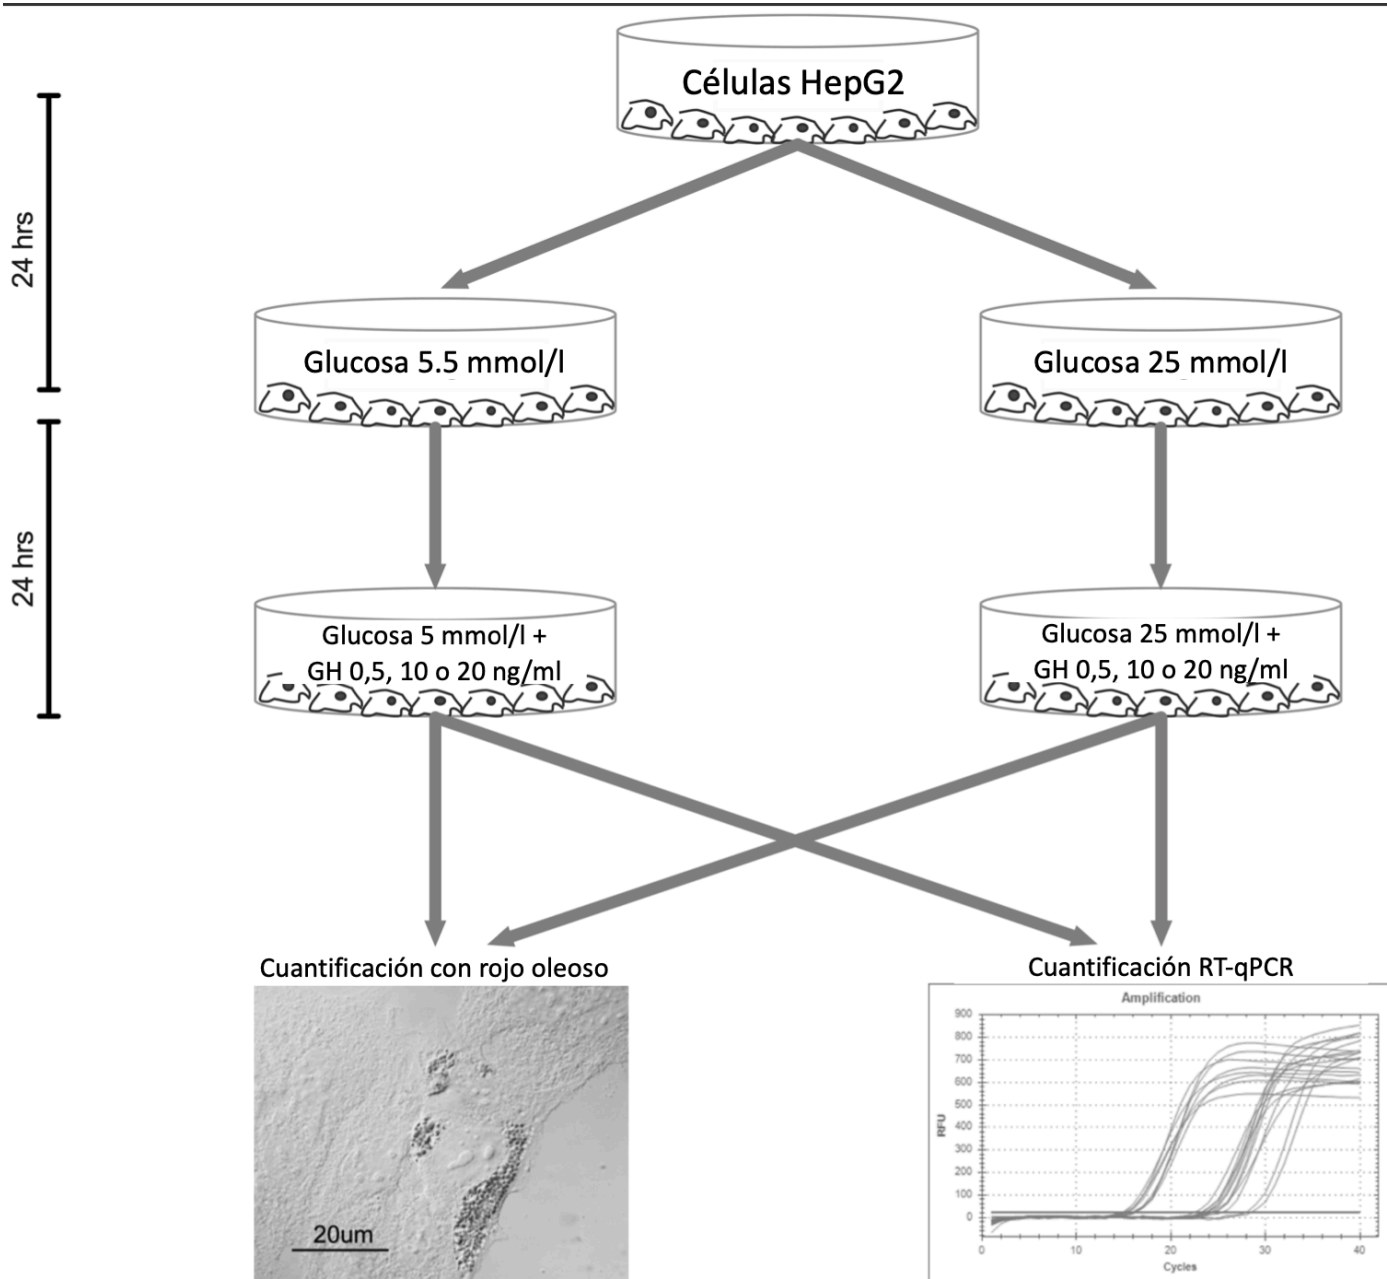 Células HepG2
24 hrs
Glucosa 5.5 mmol/l
Glucosa 25 mmol/l
24 hrs
Glucosa 5 mmol/l +
GH 0,5, 10 o 20 ng/ml
Glucosa 25 mmol/l +
GH 0,5, 10 o 20 ng/ml
Cuantificación con rojo oleoso
20um
Cuantificación RT-qPCR
Amplification
900
800
700
600
500
400
300
200
100
0
RFU
0 10 20 30 40
Cycles